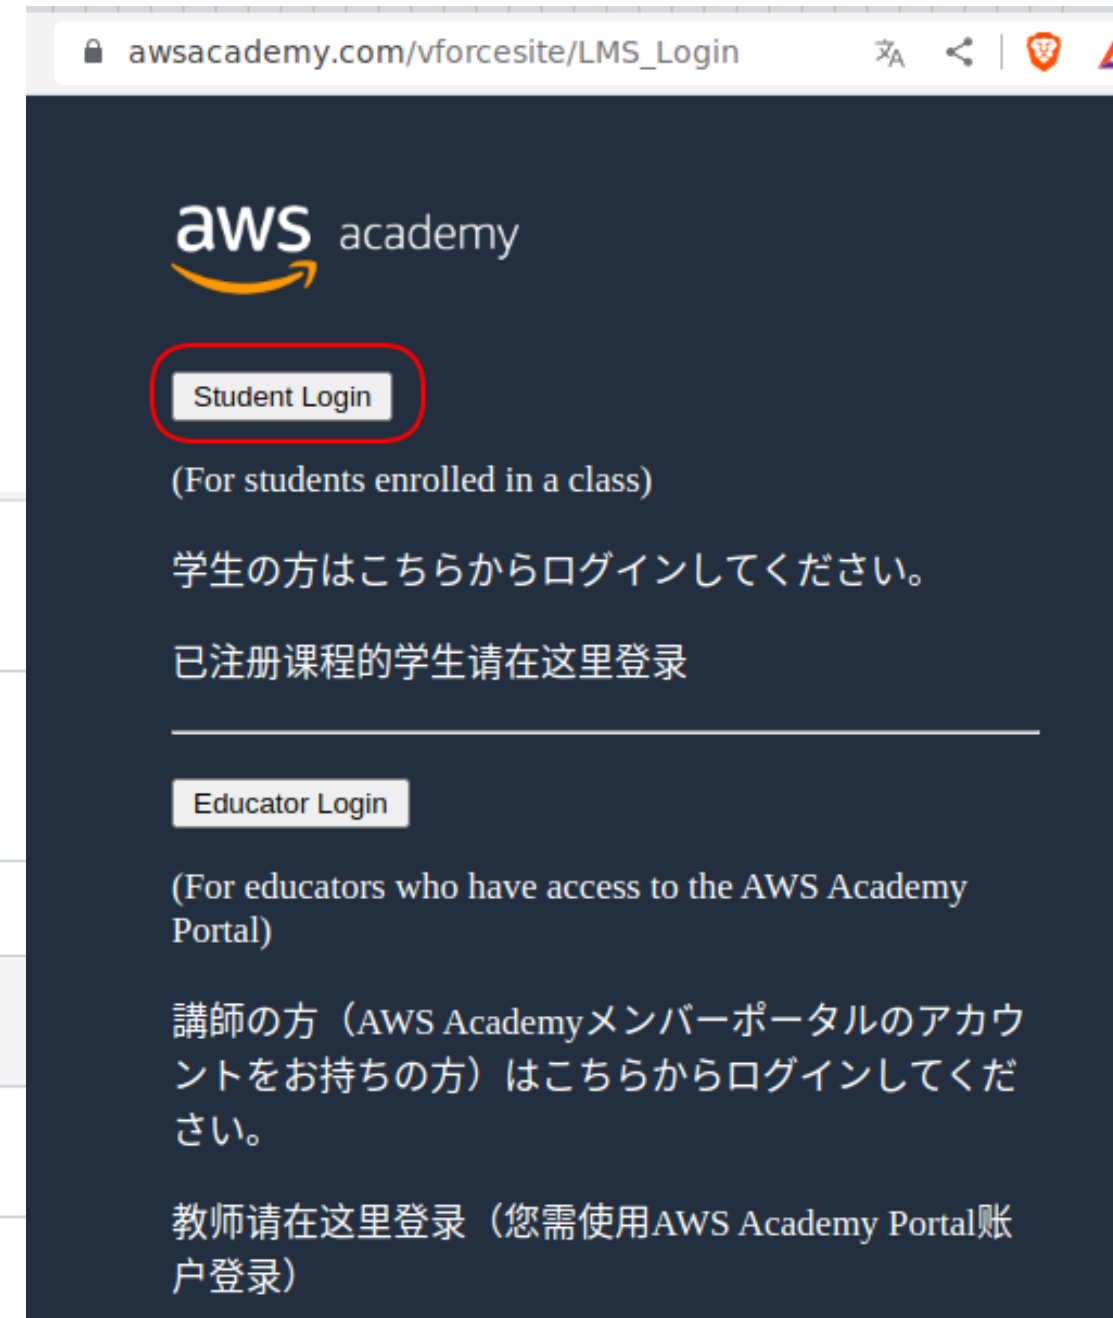 awsacademy.com/vforcesite/LMS_Login
aws academy
Student Login
(For students enrolled in a class)
学生の方はこちらからログインしてください。
已注册课程的学生请在这里登录
Educator Login
(For educators who have access to the AWS Academy
Portal)
講師の方（AWS Academyメンバーポータルのアカウ
ントをお持ちの方）はこちらからログインしてくだ
さい。
教师请在这里登录（您需使用AWS Academy Portal账
户登录）